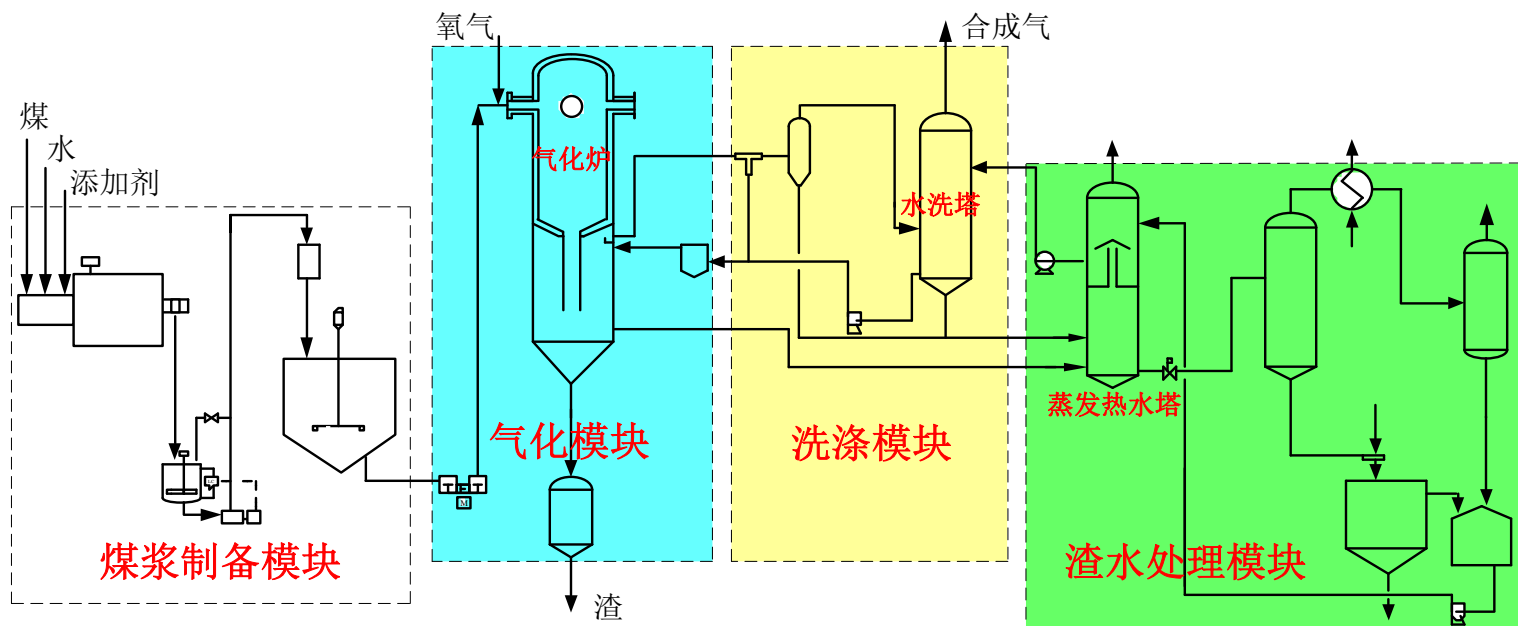 氧气
合成气
煤
水
添加剂
气化炉
水洗塔
蒸发热水塔
气化模块
洗涤模块
煤浆制备模块
渣水处理模块
M
渣